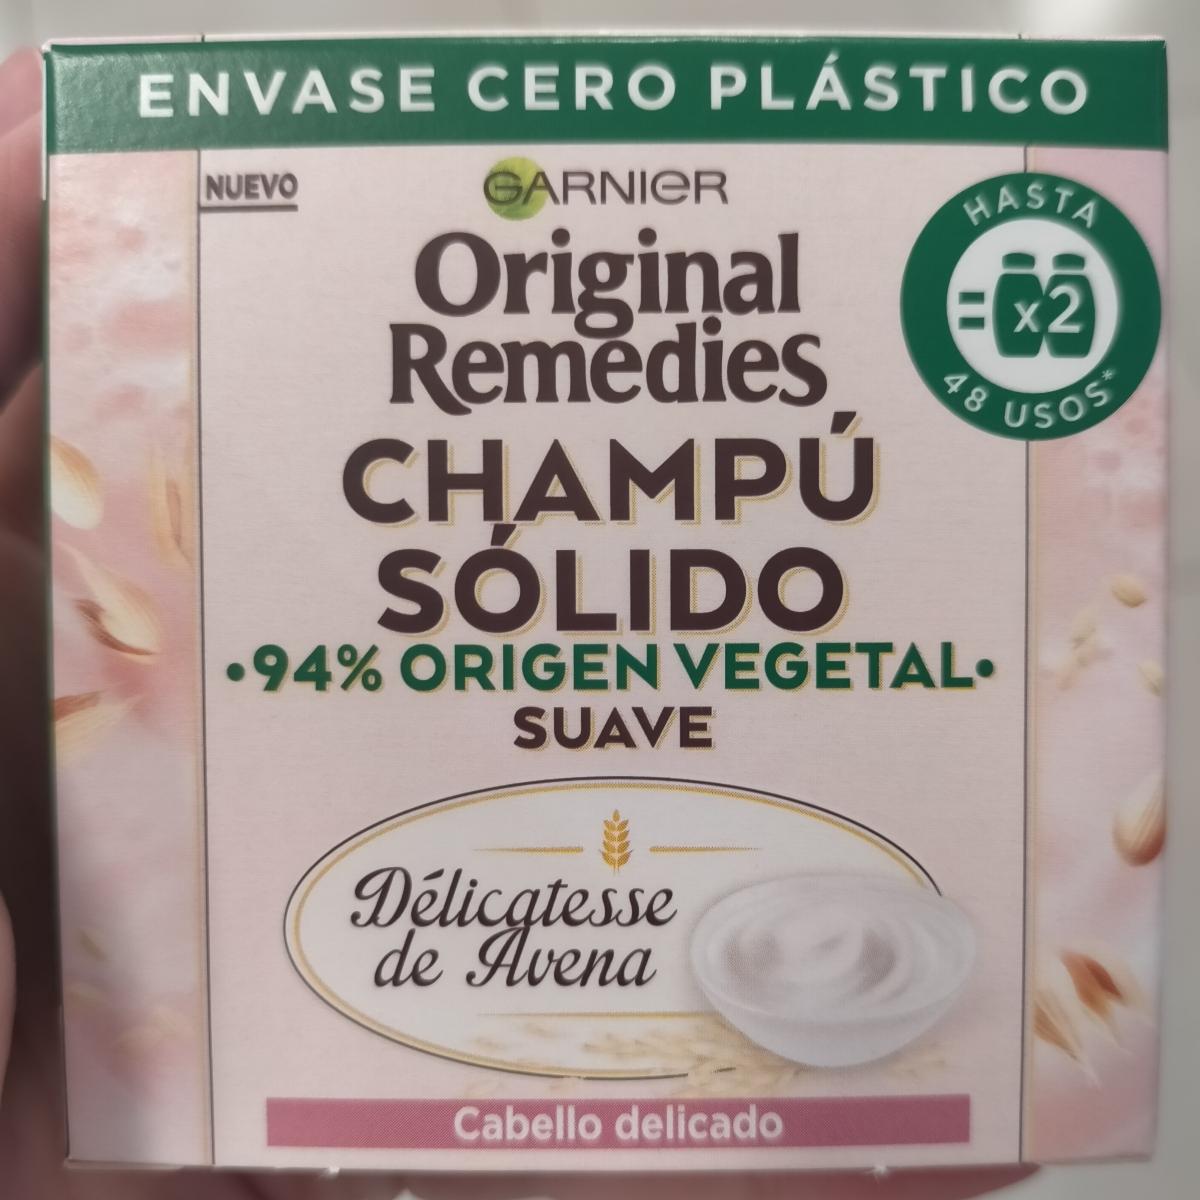 ENVASE CERO PLÁSTICO
NUEVO
GARNIER
Original
Remedies
HASTA
= x2
48 USOS*
CHAMPÚ
SÓLIDO
•94% ORIGEN VEGETAL•
SUAVE
Délicatesse
de Avena
Cabello delicado